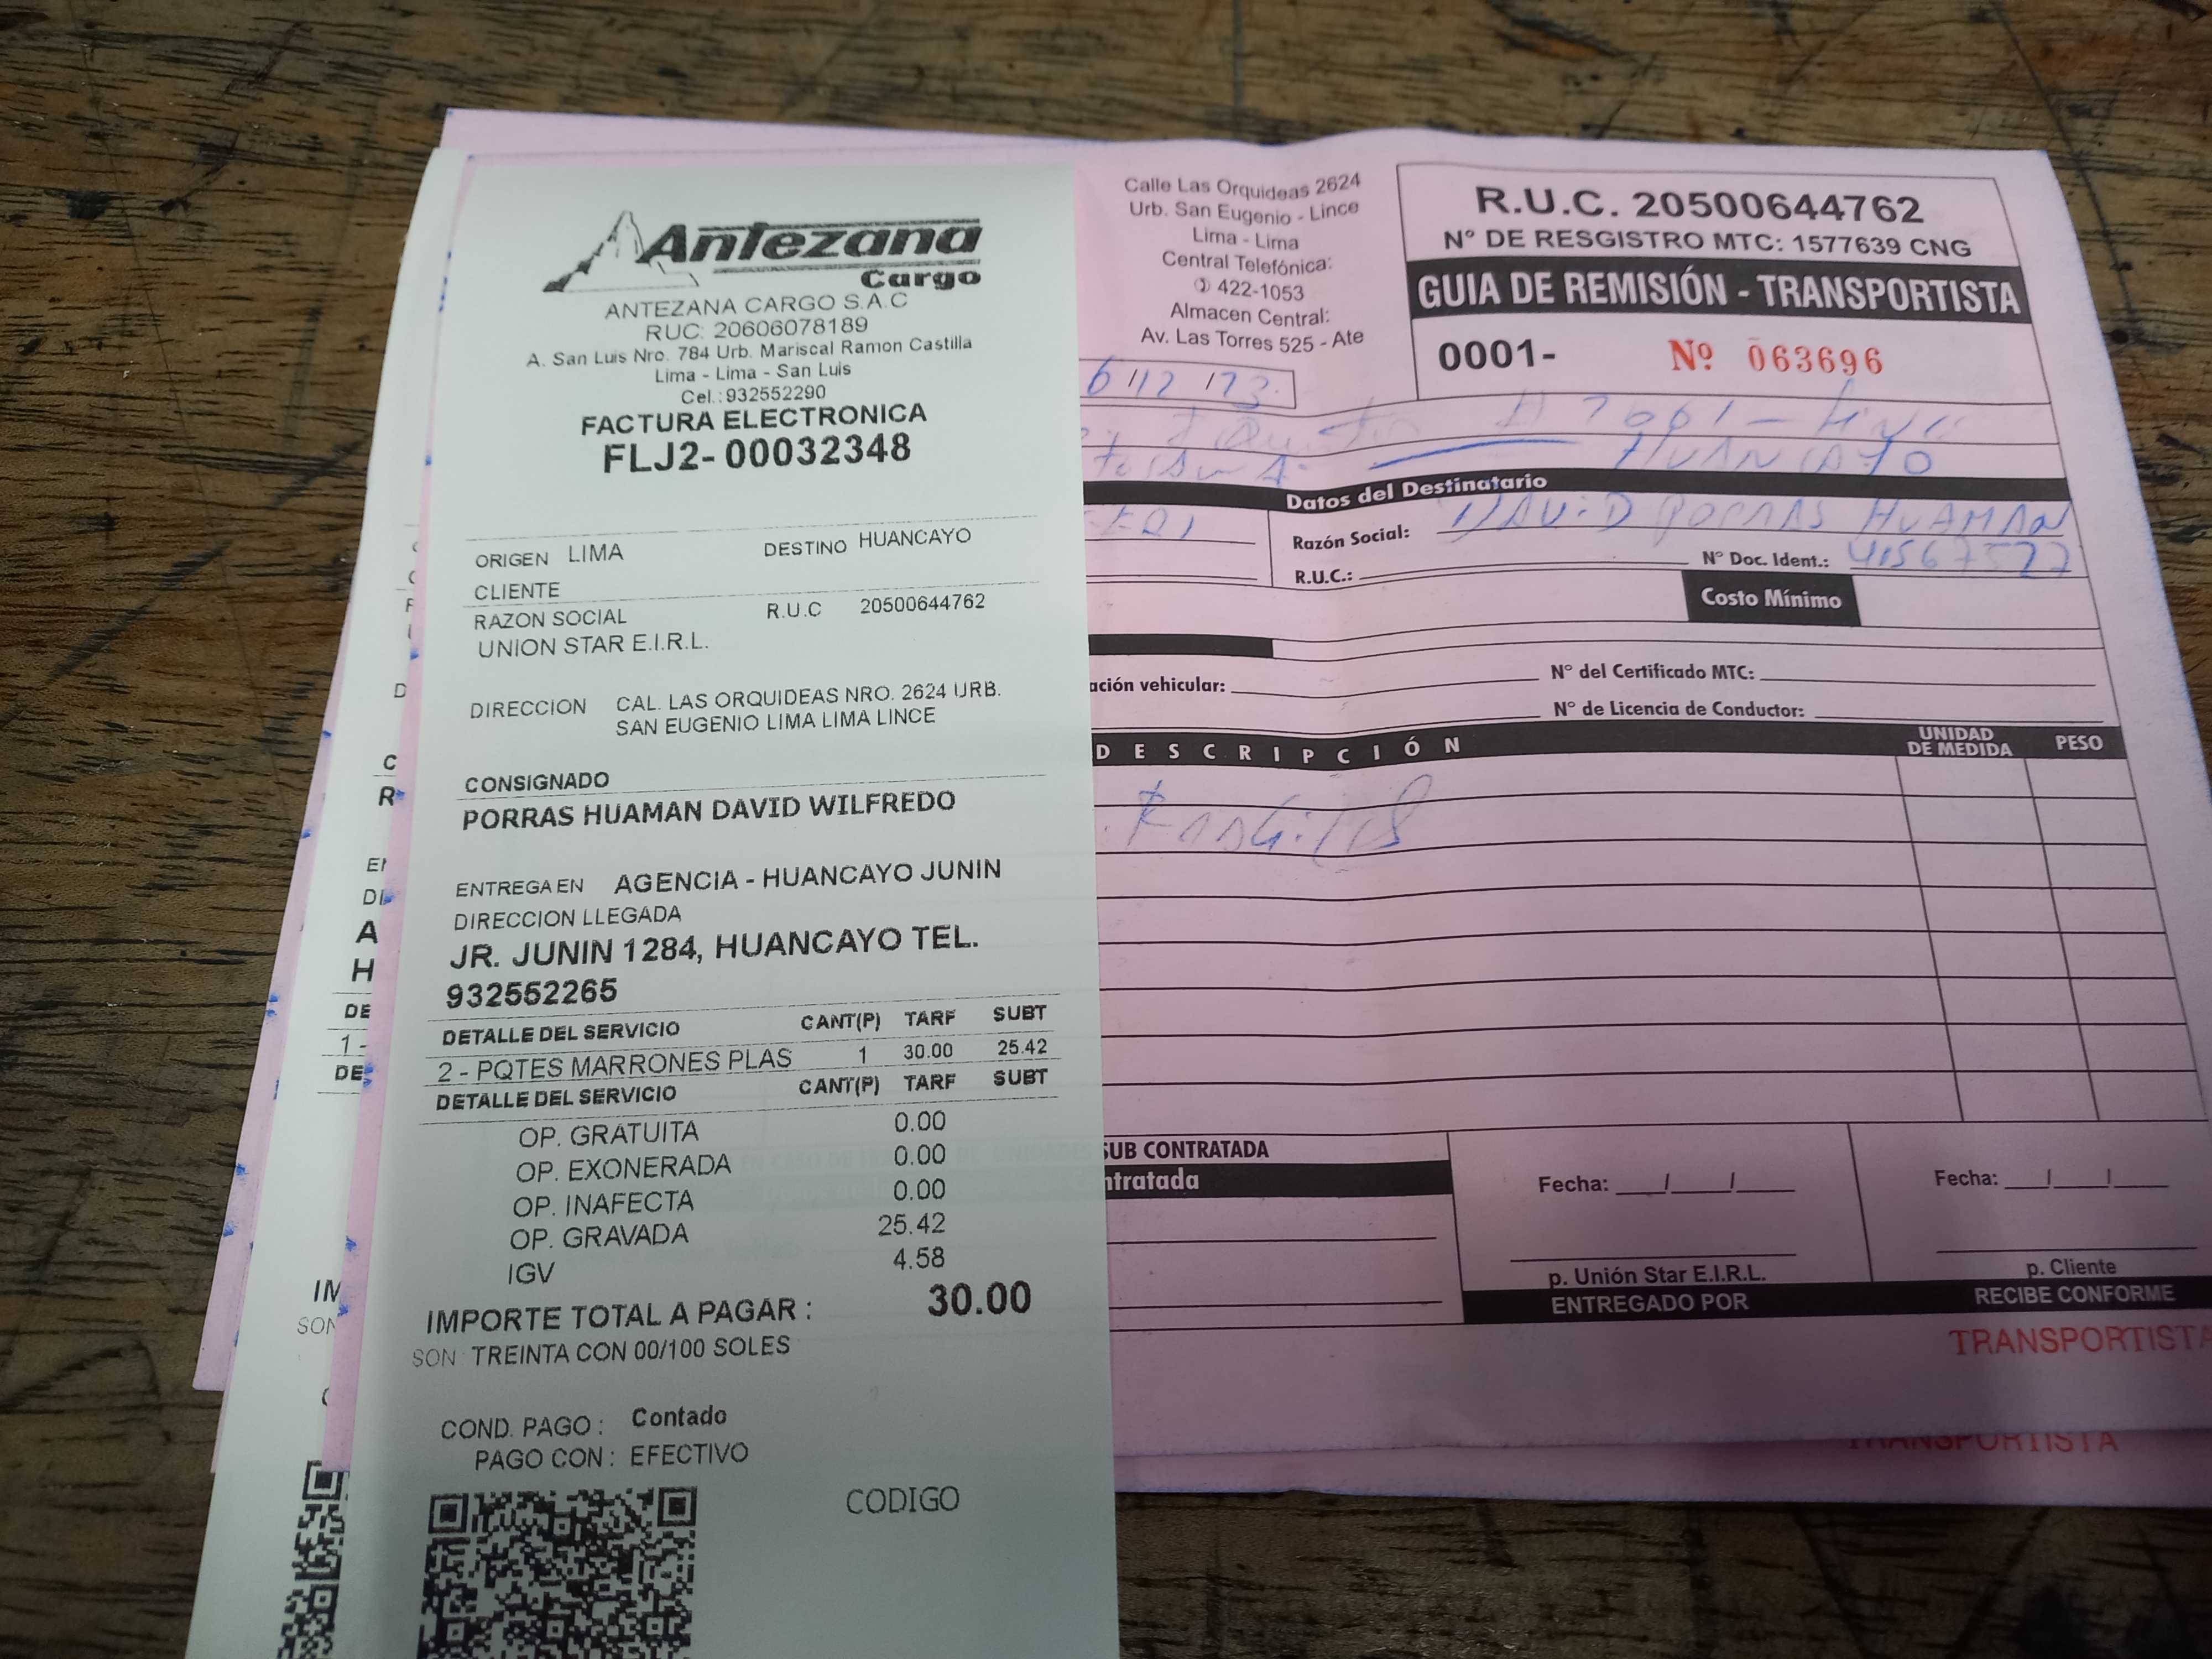 Antezana
Cargo
ANTEZANA CARGO S.A.C
RUC: 20606078189
A. San Luis Nro. 784 Urb. Mariscal Ramon Castilla
Lima - Lima - San Luis
Cel.:932552290
FACTURA ELECTRONICA
FLJ2- 00032348
ORIGEN LIMA DESTINO HUANCAYO
CLIENTE
RAZON SOCIAL R.U.C 20500644762
UNION STAR E.I.R.L.
DIRECCION CAL. LAS ORQUIDEAS NRO. 2624 URB.
SAN EUGENIO LIMA LIMA LINCE
CONSIGNADO
PORRAS HUAMAN DAVID WILFREDO
ENTREGA EN AGENCIA - HUANCAYO JUNIN
DIRECCION LLEGADA
JR. JUNIN 1284, HUANCAYO TEL.
932552265
DETALLE DEL SERVICIO CANT(P) TARF SUBT
2 - PQTES MARRONES PLAS 1 30.00 25.42
DETALLE DEL SERVICIO CANT(P) TARF SUBT
OP. GRATUITA 0.00
OP. EXONERADA 0.00
OP. INAFECTA 0.00
OP. GRAVADA 25.42
IGV 4.58
IMPORTE TOTAL A PAGAR : 30.00
SON: TREINTA CON 00/100 SOLES
COND. PAGO : Contado
PAGO CON : EFECTIVO
CODIGO
Calle Las Orquideas 2624
Urb. San Eugenio - Lince
Lima - Lima
Central Telefónica:
422-1053
Almacen Central:
Av. Las Torres 525 - Ate
R.U.C. 20500644762
N° DE RESGISTRO MTC: 1577639 CNG
GUIA DE REMISIÓN - TRANSPORTISTA
0001- Nº 063696
HUANCAYO
Datos del Destinatario
Razón Social: DAVID PORRAS HUAMAN
R.U.C.: N° Doc. Ident.: 41567527
Costo Mínimo
ación vehicular: N° del Certificado MTC:
N° de Licencia de Conductor:
DESCRIPCIÓN UNIDAD DE MEDIDA PESO
SUB CONTRATADA
ntratada
Fecha: / / Fecha: / /
p. Unión Star E.I.R.L. p. Cliente
ENTREGADO POR RECIBE CONFORME
TRANSPORTISTA
TRANSPORTISTA